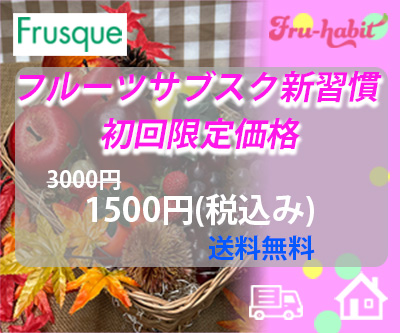 Frusque
Fru-habit
フルーツサブスク新習慣
初回限定価格
3000円
1500円(税込み)
送料無料